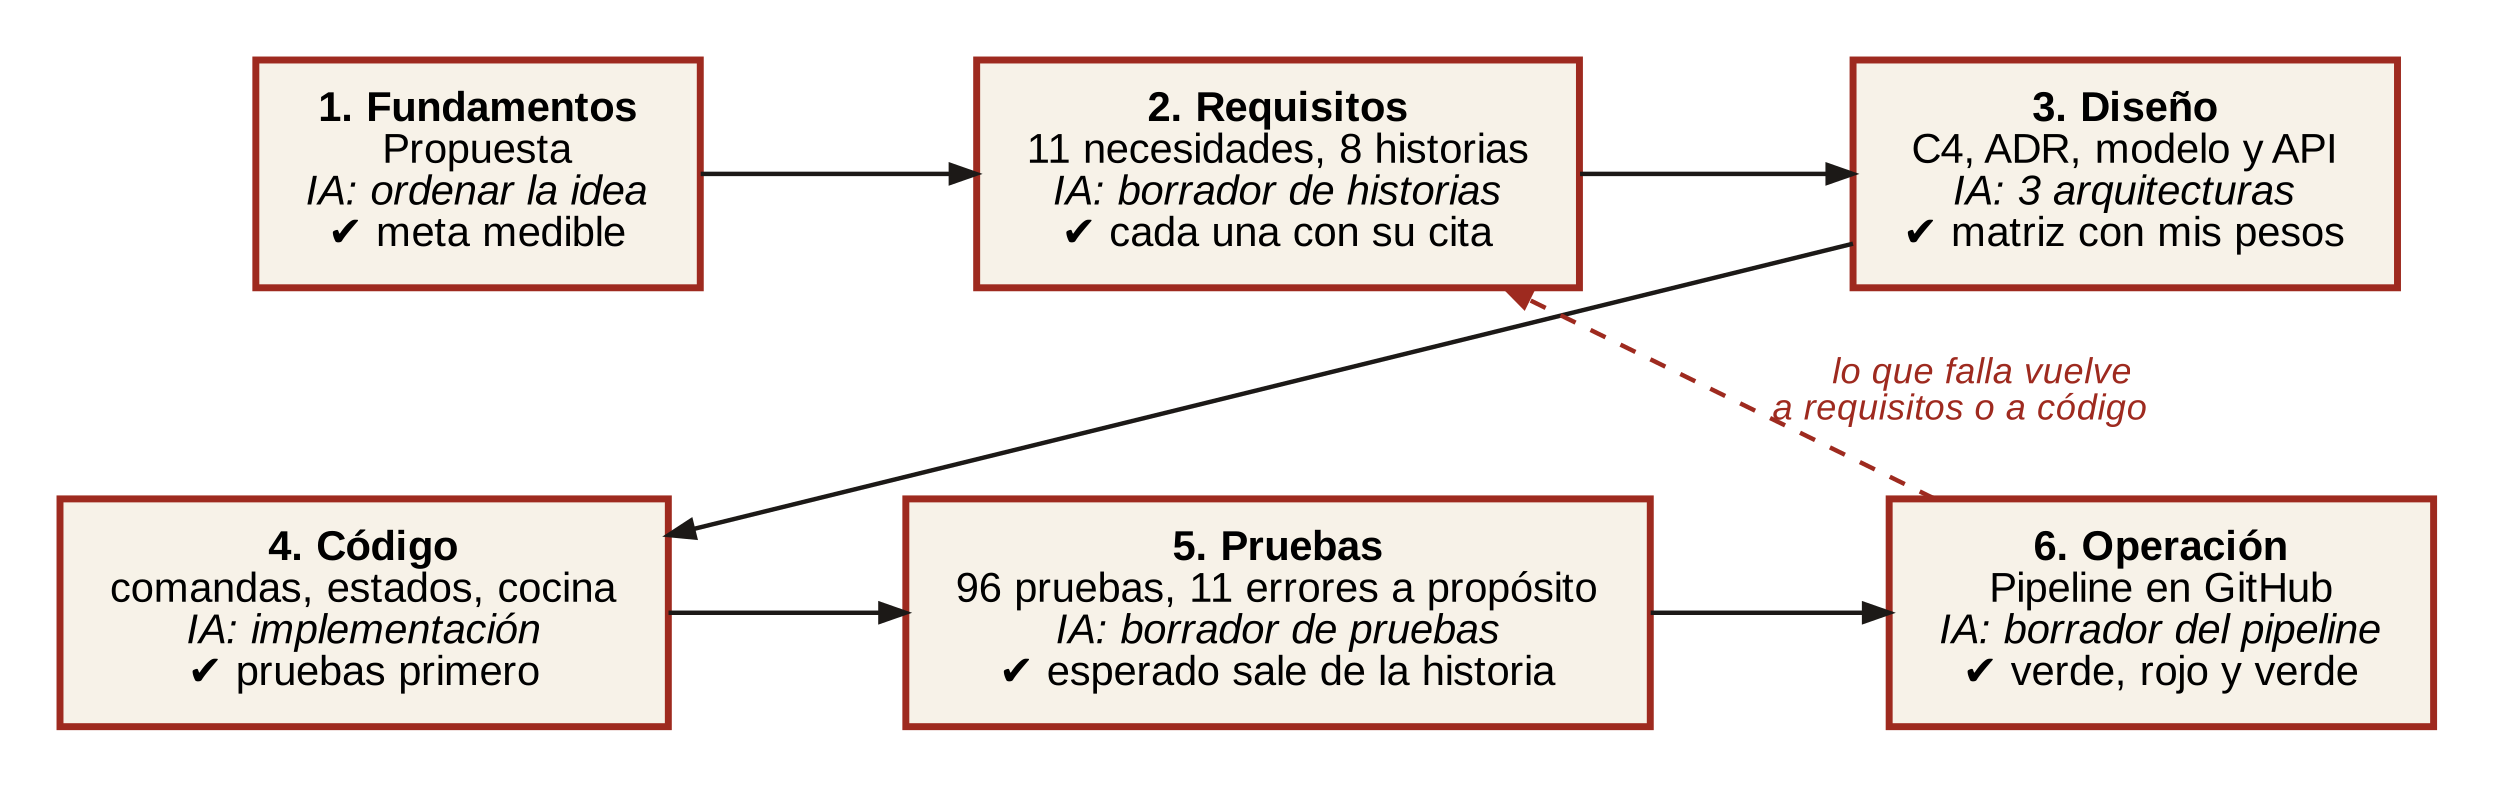 1. Fundamentos
Propuesta
IA: ordenar la idea
✔ meta medible
2. Requisitos
11 necesidades, 8 historias
IA: borrador de historias
✔ cada una con su cita
3. Diseño
C4, ADR, modelo y API
IA: 3 arquitecturas
✔ matriz con mis pesos
lo que falla vuelve
a requisitos o a código
4. Código
comandas, estados, cocina
IA: implementación
✔ pruebas primero
5. Pruebas
96 pruebas, 11 errores a propósito
IA: borrador de pruebas
✔ esperado sale de la historia
6. Operación
Pipeline en GitHub
IA: borrador del pipeline
✔ verde, rojo y verde